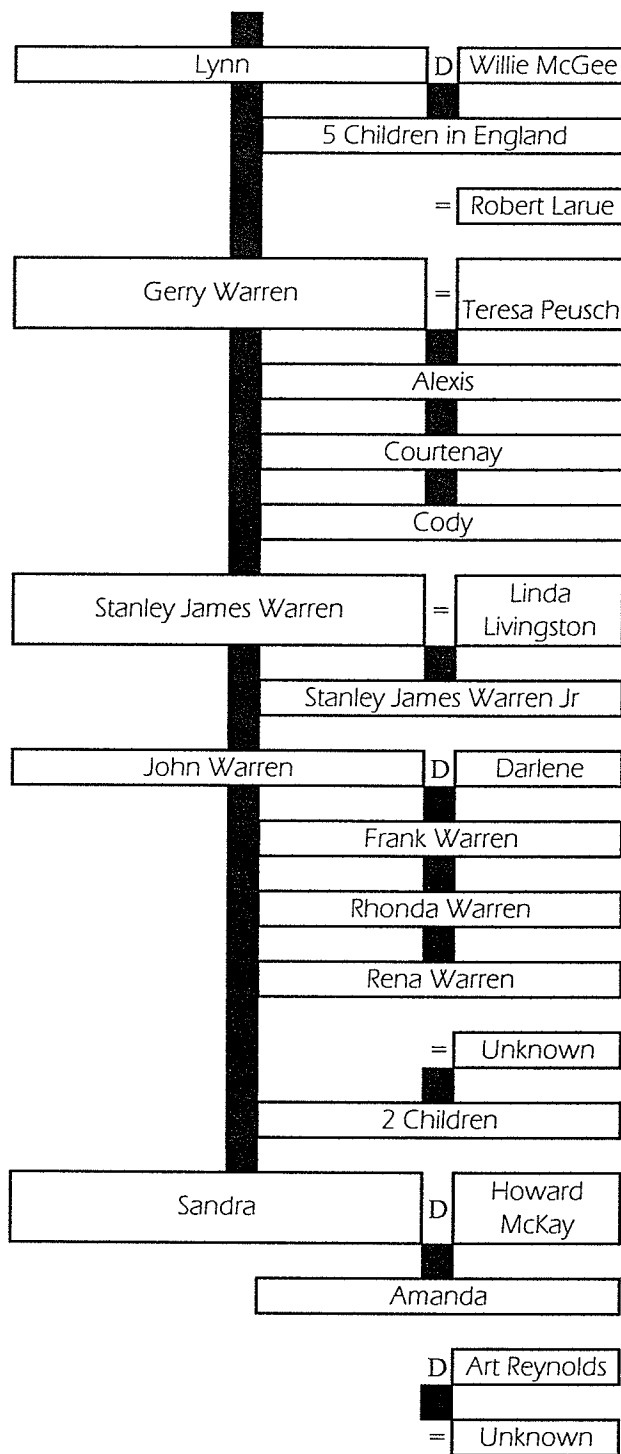 Lynn D Willie McGee
5 Children in England
= Robert Larue
Gerry Warren = Teresa Peusch
Alexis
Courtenay
Cody
Stanley James Warren = Linda
Livingston
Stanley James Warren Jr
John Warren D Darlene
Frank Warren
Rhonda Warren
Rena Warren
= Unknown
2 Children
Sandra D Howard
McKay
Amanda
D Art Reynolds
= Unknown